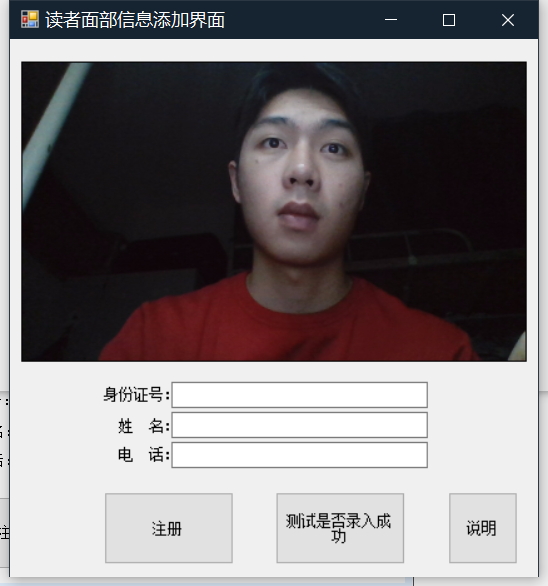 读者面部信息添加界面
身份证号:
姓 名:
电 话:
注册
测试是否录入成
功
说明